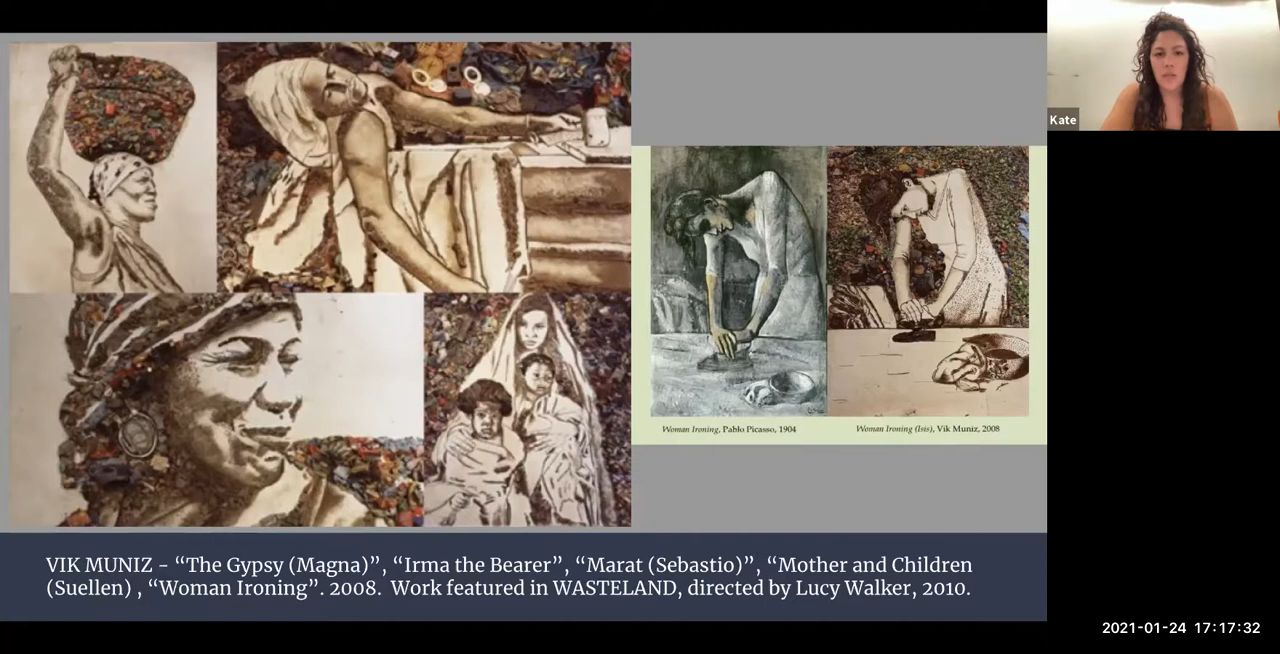 Kate
Woman Ironing, Pablo Picasso, 1904
Woman Ironing (Isis), Vik Muniz, 2008
VIK MUNIZ - “The Gypsy (Magna)”, “Irma the Bearer”, “Marat (Sebastio)”, “Mother and Children
(Suellen) , “Woman Ironing”. 2008. Work featured in WASTELAND, directed by Lucy Walker, 2010.
2021-01-24 17:17:32